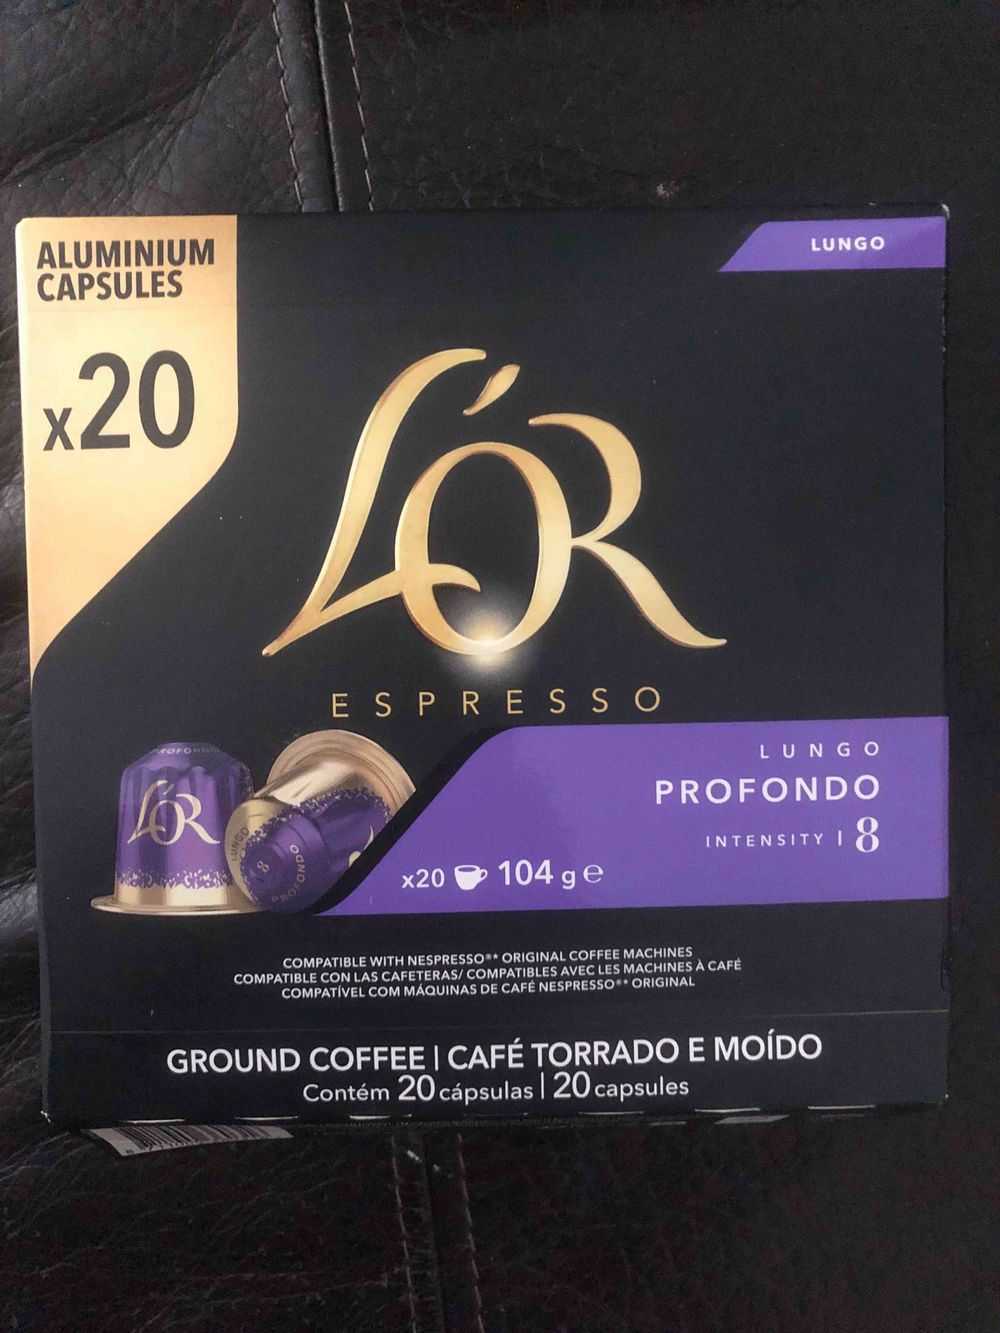 ALUMINIUM
CAPSULES
x20
LUNGO
L'OR
ESPRESSO
LUNGO
PROFONDO
INTENSITY | 8
x20 104 g ℮
PROFONDO
L'OR
LUNGO
8
PROFONDO
COMPATIBLE WITH NESPRESSO®* ORIGINAL COFFEE MACHINES
COMPATIBLE CON LAS CAFETERAS/ COMPATIBLES AVEC LES MACHINES À CAFÉ
COMPATÍVEL COM MÁQUINAS DE CAFÉ NESPRESSO®* ORIGINAL
GROUND COFFEE | CAFÉ TORRADO E MOÍDO
Contém 20 cápsulas | 20 capsules